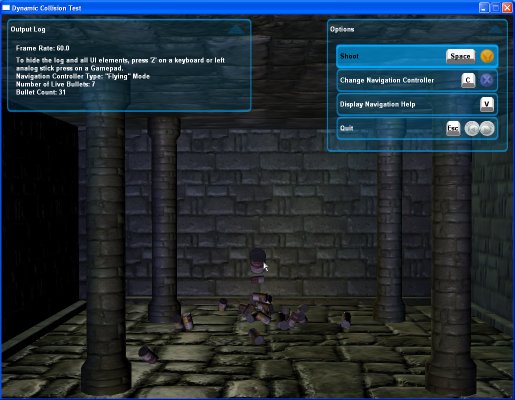 Dynamic Collision Test
Output Log
Frame Rate: 60.0
To hide the log and all UI elements, press 'Z' on a keyboard or left
analog stick press on a Gamepad.
Navigation Controller Type: "Flying" Mode
Number of Live Bullets: 7
Bullet Count: 31
Options
Shoot Space
Change Navigation Controller C X
Display Navigation Help V
Quit Esc